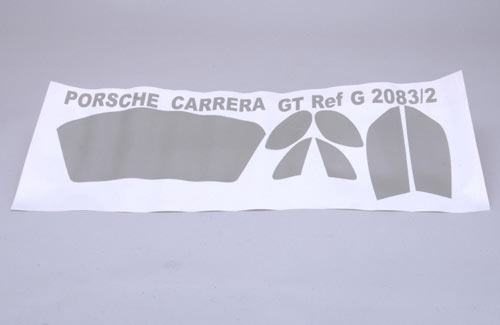 PORSCHE CARRERA GT Ref G 2083/2